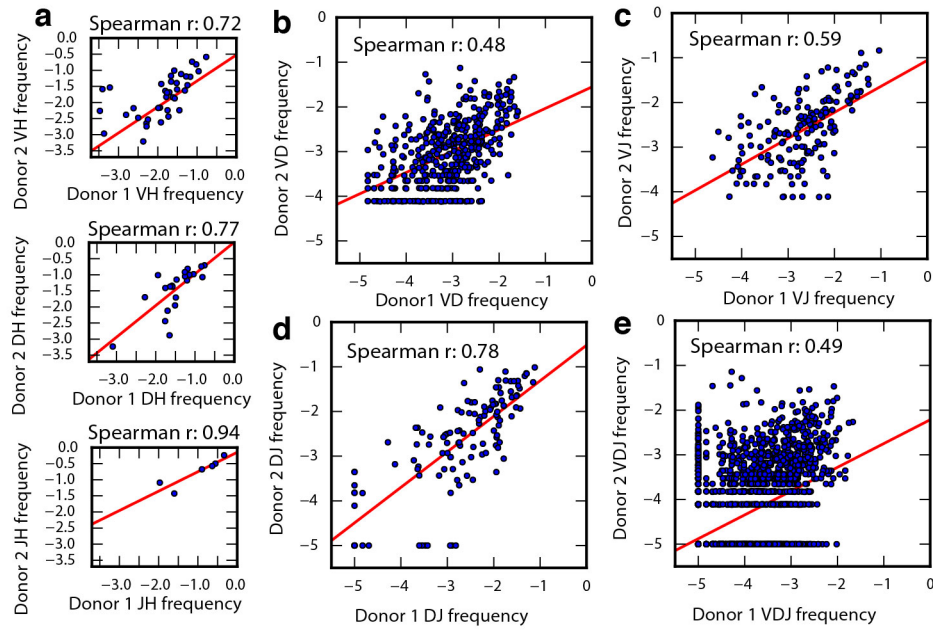 a
Spearman r: 0.72
0.0
-0.5
-1.0
-1.5
-2.0
-2.5
-3.0
-3.5
Donor 2 VH frequency
-3.0 -2.0 -1.0 0.0
Donor 1 VH frequency
Spearman r: 0.77
0.0
-0.5
-1.0
-1.5
-2.0
-2.5
-3.0
-3.5
Donor 2 DH frequency
-3.0 -2.0 -1.0 0.0
Donor 1 DH frequency
Spearman r: 0.94
0.0
-0.5
-1.0
-1.5
-2.0
-2.5
-3.0
-3.5
Donor 2 JH frequency
-3.0 -2.0 -1.0 0.0
Donor 1 JH frequency
b
Spearman r: 0.48
0
−1
−2
−3
−4
−5
Donor 2 VD frequency
−5 −4 −3 −2 −1 0
Donor1 VD frequency
c
Spearman r: 0.59
0
−1
−2
−3
−4
−5
Donor 2 VJ frequency
−5 −4 −3 −2 −1 0
Donor 1 VJ frequency
d
Spearman r: 0.78
0
−1
−2
−3
−4
−5
Donor 2 DJ frequency
−5 −4 −3 −2 −1 0
Donor 1 DJ frequency
e
Spearman r: 0.49
0
−1
−2
−3
−4
−5
Donor 2 VDJ frequency
−5 −4 −3 −2 −1 0
Donor 1 VDJ frequency